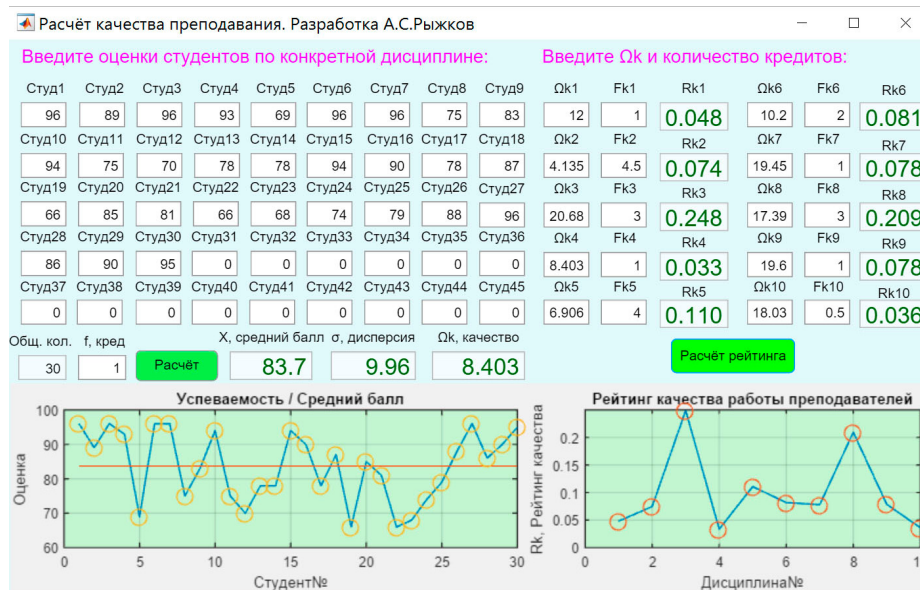 Расчёт качества преподавания. Разработка А.С.Рыжков
Введите оценки студентов по конкретной дисциплине:
Введите Ωk и количество кредитов:
Студ1 Студ2 Студ3 Студ4 Студ5 Студ6 Студ7 Студ8 Студ9 Ωk1 Fk1 Rk1 Ωk6 Fk6 Rk6
96 89 96 93 69 96 96 75 83 12 1 0.048 10.2 2 0.081
Студ10 Студ11 Студ12 Студ13 Студ14 Студ15 Студ16 Студ17 Студ18 Ωk2 Fk2 Rk2 Ωk7 Fk7 Rk7
94 75 70 78 78 94 90 78 87 4.135 4.5 0.074 19.45 1 0.078
Студ19 Студ20 Студ21 Студ22 Студ23 Студ24 Студ25 Студ26 Студ27 Ωk3 Fk3 Rk3 Ωk8 Fk8 Rk8
66 85 81 66 68 74 79 88 96 20.68 3 0.248 17.39 3 0.209
Студ28 Студ29 Студ30 Студ31 Студ32 Студ33 Студ34 Студ35 Студ36 Ωk4 Fk4 Rk4 Ωk9 Fk9 Rk9
86 90 95 0 0 0 0 0 0 8.403 1 0.033 19.6 1 0.078
Студ37 Студ38 Студ39 Студ40 Студ41 Студ42 Студ43 Студ44 Студ45 Ωk5 Fk5 Rk5 Ωk10 Fk10 Rk10
0 0 0 0 0 0 0 0 0 6.906 4 0.110 18.03 0.5 0.036
Общ. кол. f, кред X, средний балл σ, дисперсия Ωk, качество
30 1 Расчёт 83.7 9.96 8.403 Расчёт рейтинга
Успеваемость / Средний балл
100
90
80
70
60
Оценка
0 5 10 15 20 25 30
Студент№
Рейтинг качества работы преподавателей
0.2
0.15
0.1
0.05
0
Rk, Рейтинг качества
0 2 4 6 8
Дисциплина№